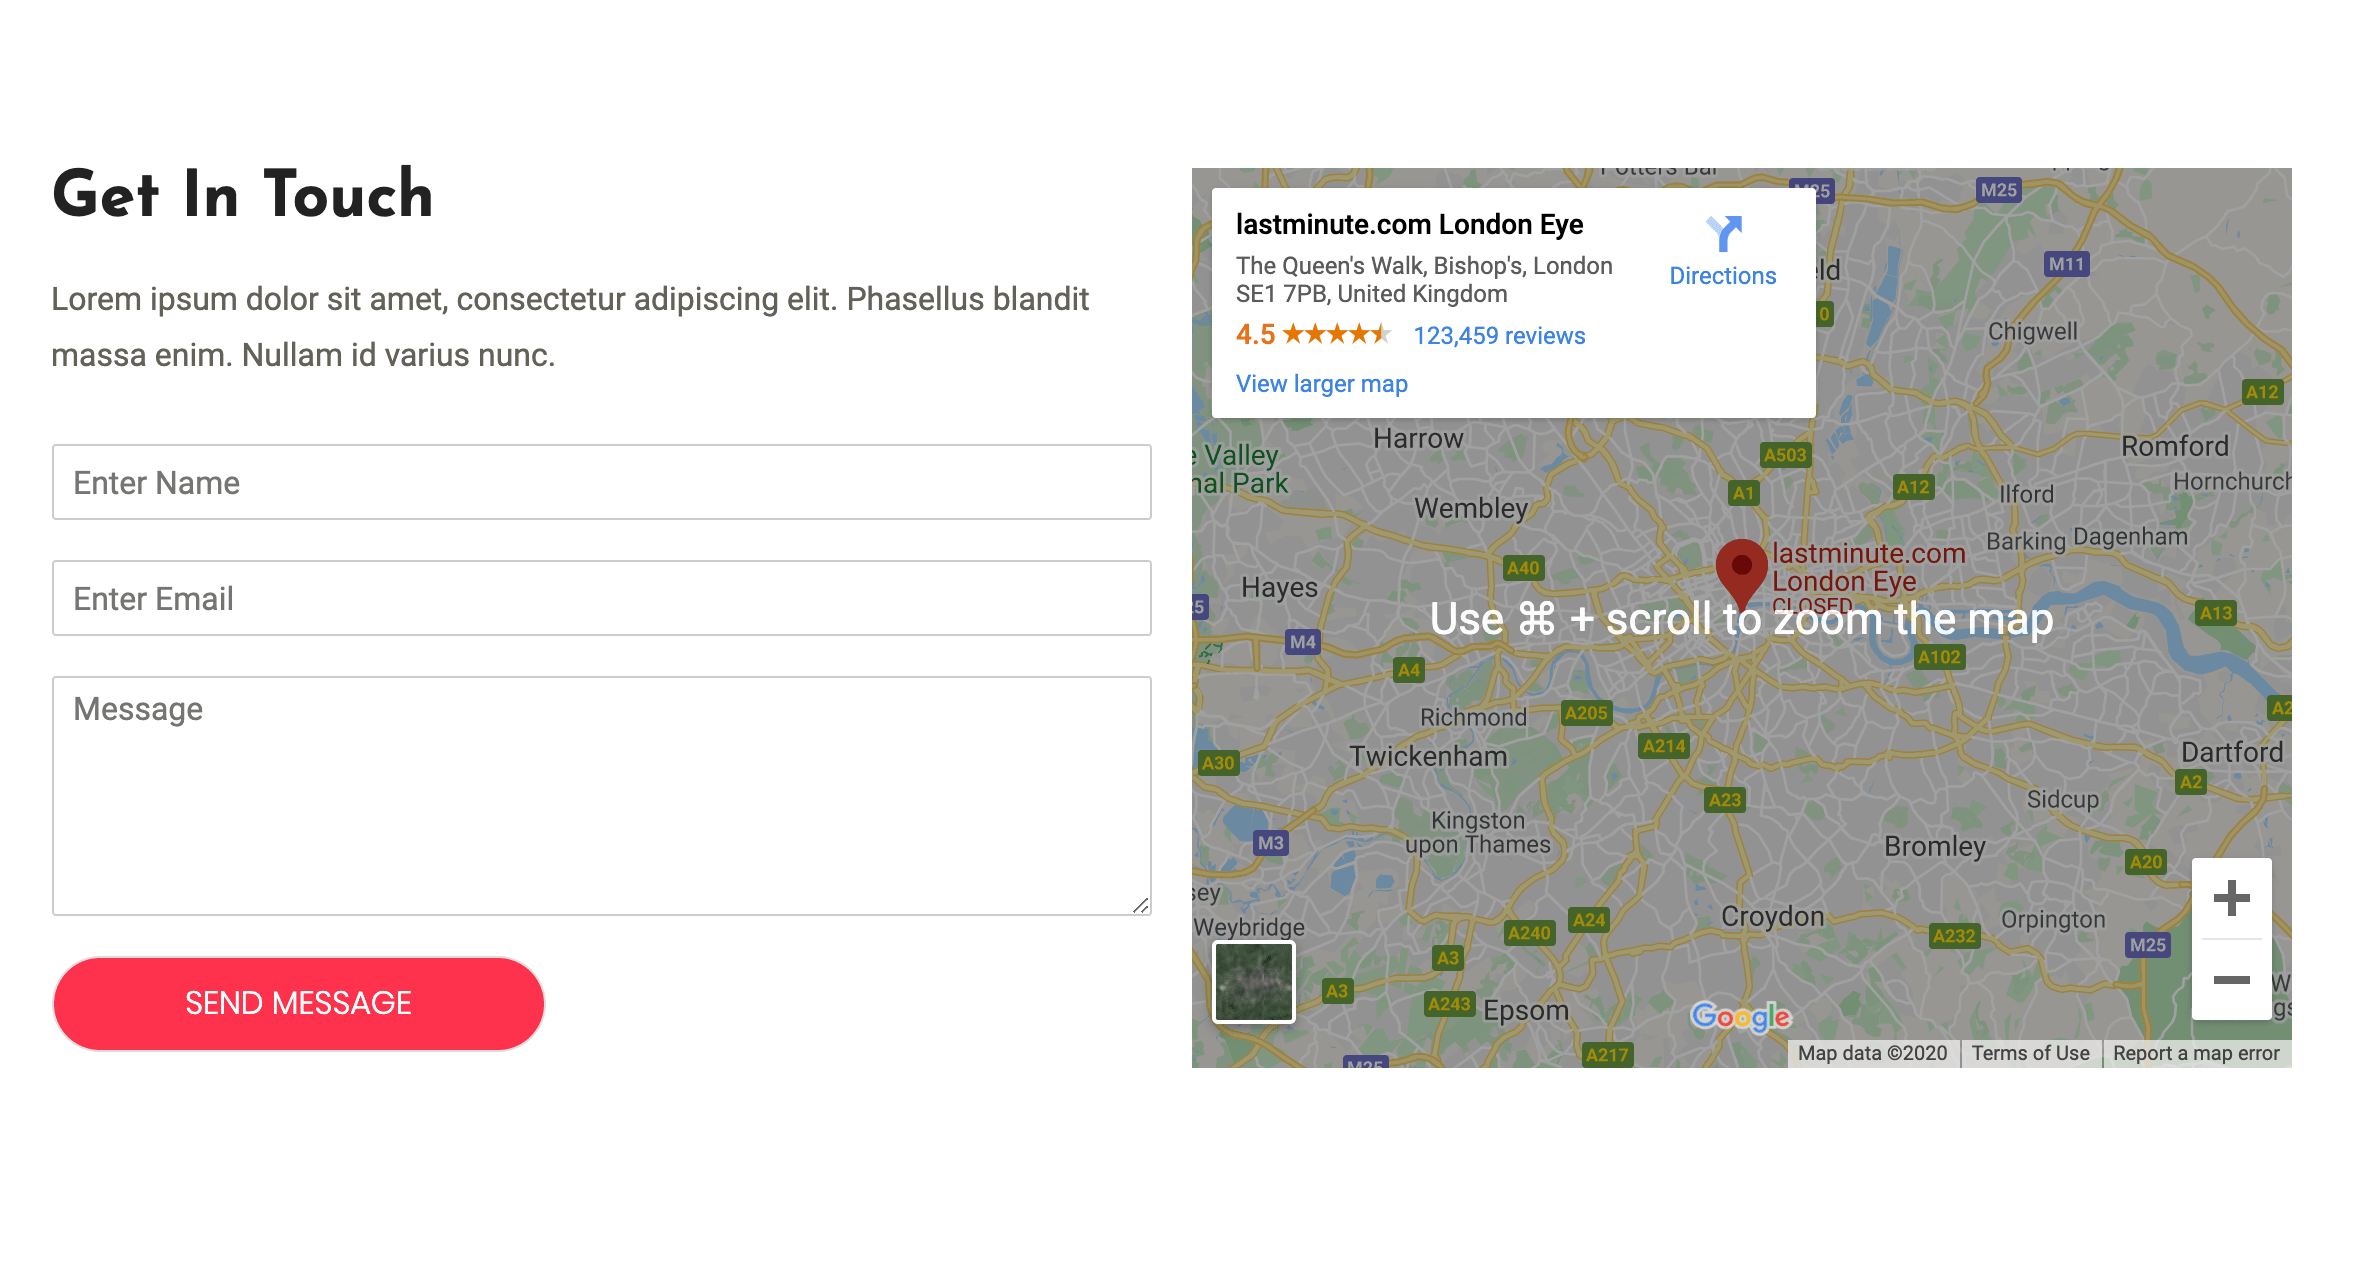 Get In Touch
Lorem ipsum dolor sit amet, consectetur adipiscing elit. Phasellus blandit
massa enim. Nullam id varius nunc.
Enter Name
Enter Email
Message
SEND MESSAGE
lastminute.com London Eye
The Queen's Walk, Bishop's, London
SE1 7PB, United Kingdom
4.5
123,459 reviews
View larger map
Directions
M25
M25
M11
Chigwell
A12
Harrow
Romford
A503
Valley
Park
Hornchurch
A1
A12
Ilford
Wembley
Barking
Dagenham
lastminute.com
London Eye
CLOSED
A40
Hayes
Use ⌘ + scroll to zoom the map
A13
M4
A102
A4
Richmond
A205
A214
Twickenham
Dartford
A30
A2
A23
Sidcup
Kingston
upon Thames
M3
Bromley
A20
Weybridge
Croydon
Orpington
A24
A240
A232
M25
A3
A3
A243
Epsom
Google
A217
M25
Map data ©2020
Terms of Use
Report a map error